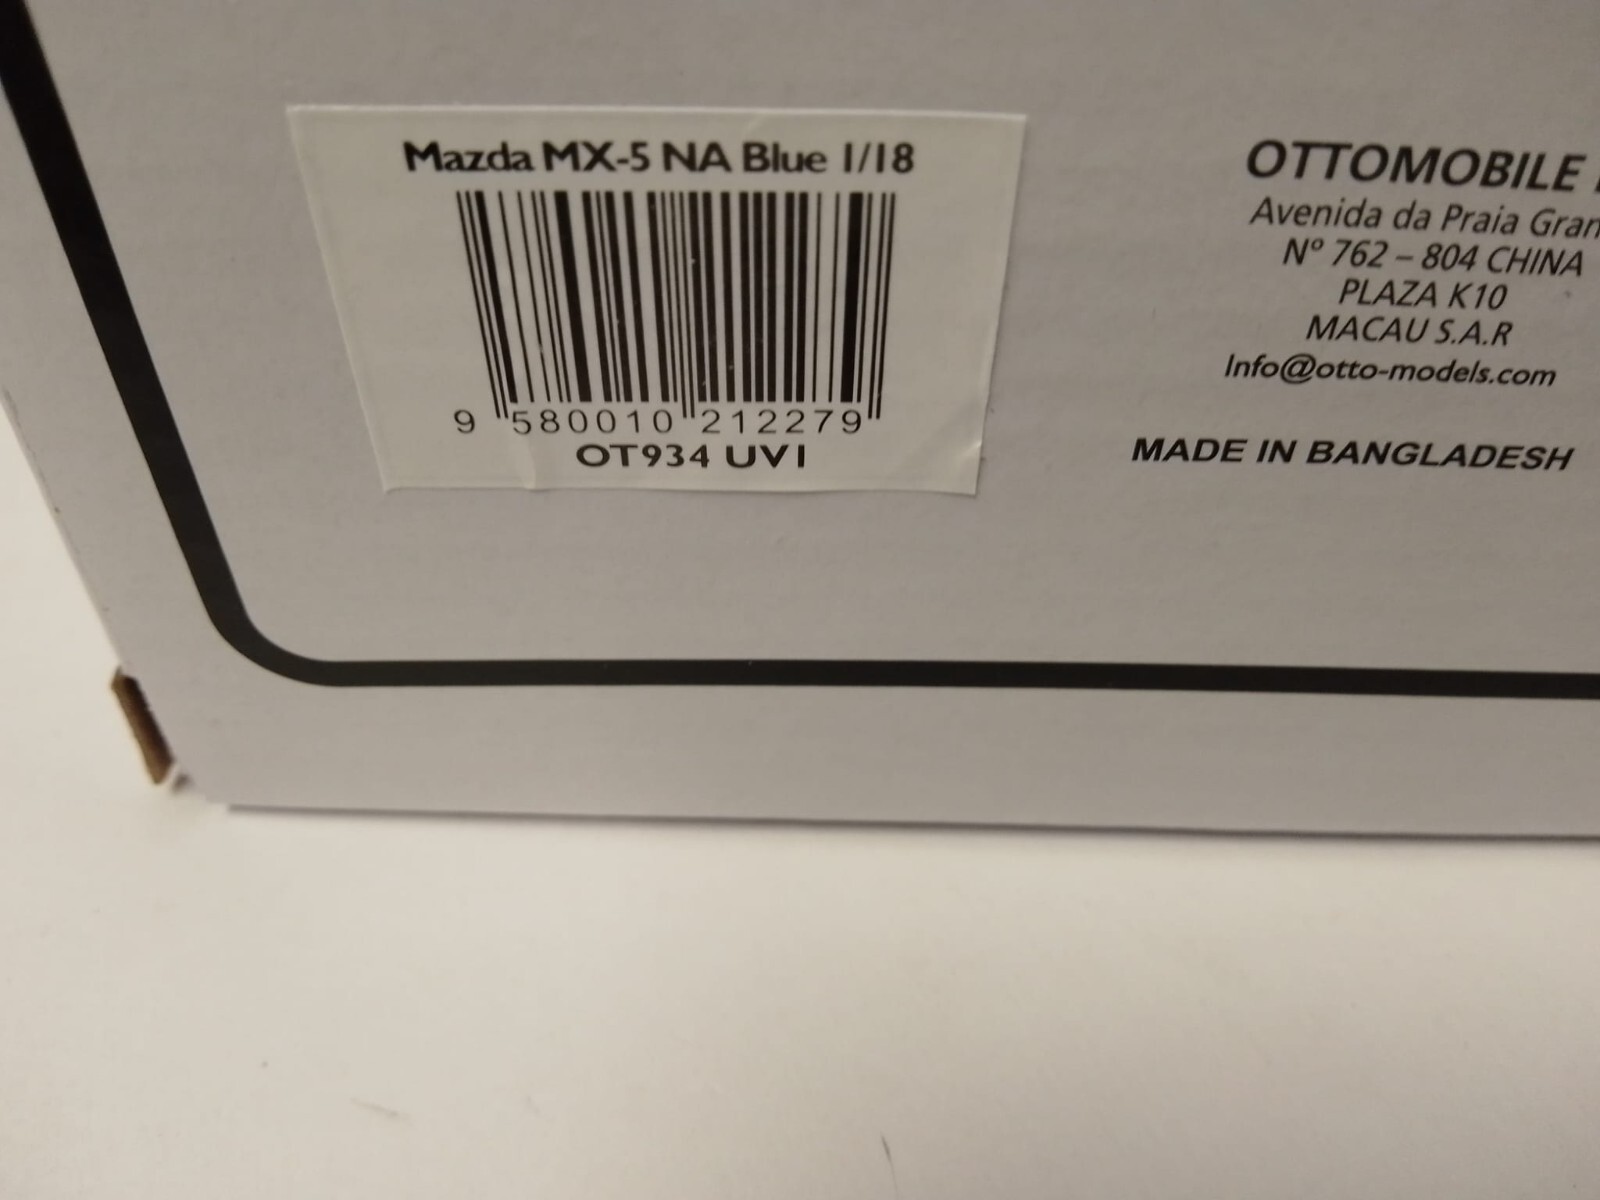 Mazda MX-5 NA Blue 1/18
9 580010 212279
OT934 UV1
OTTOMOBILE
Avenida da Praia
Nº 762 – 804 CHINA
PLAZA K10
MACAU S.A.R
Info@otto-models.com
MADE IN BANGLADESH